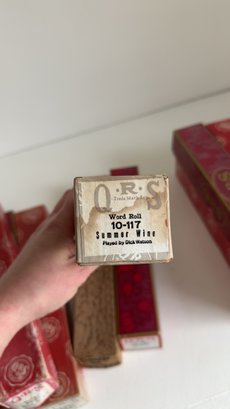 Q·R·S
Trade Mark
Word Roll
10-117
Summer Wine
Played by Dick Watson